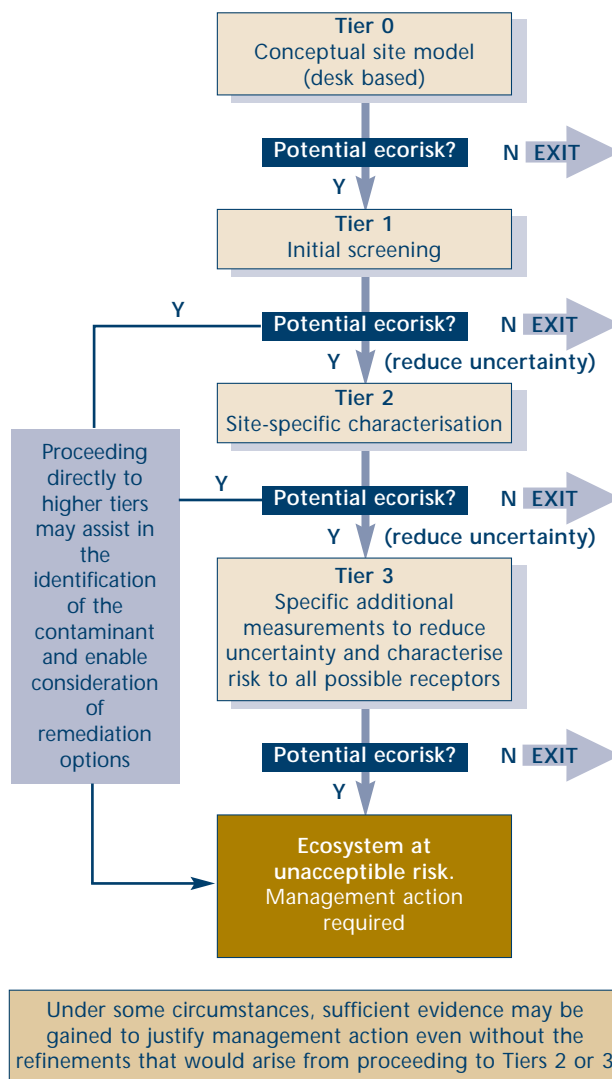 Tier 0
Conceptual site model
(desk based)
Potential ecorisk?
N EXIT
Y
Tier 1
Initial screening
Y
Potential ecorisk?
N EXIT
Y (reduce uncertainty)
Tier 2
Site-specific characterisation
Proceeding
directly to
higher tiers
may assist in
the
identification
of the
contaminant
and enable
consideration
of
remediation
options
Y
Potential ecorisk?
N EXIT
Y (reduce uncertainty)
Tier 3
Specific additional
measurements to reduce
uncertainty and characterise
risk to all possible receptors
Potential ecorisk?
N EXIT
Y
Ecosystem at
unacceptible risk.
Management action
required
Under some circumstances, sufficient evidence may be
gained to justify management action even without the
refinements that would arise from proceeding to Tiers 2 or 3